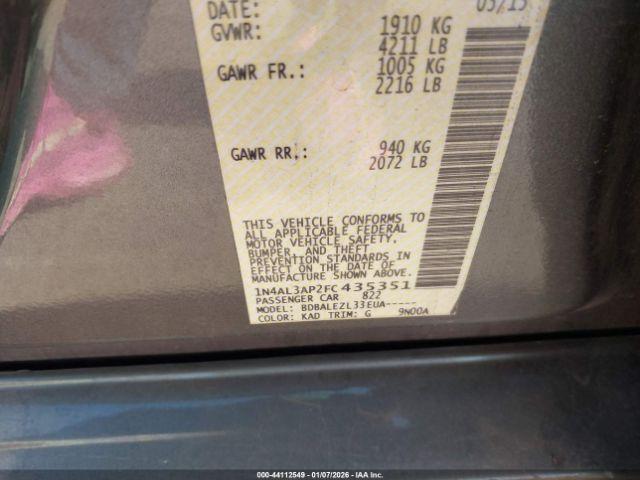 DATE: 03/15
GVWR: 1910 KG
4211 LB
GAWR FR.: 1005 KG
2216 LB
GAWR RR.: 940 KG
2072 LB
THIS VEHICLE CONFORMS TO
ALL APPLICABLE FEDERAL
MOTOR VEHICLE SAFETY,
BUMPER, AND THEFT
PREVENTION STANDARDS IN
EFFECT ON THE DATE OF
MANUFACTURE SHOWN ABOVE.
1N4AL3AP2FC435351
PASSENGER CAR 822
MODEL: BDBALEZL33EUA-----
COLOR: KAD TRIM: G 9N00A
000-44112549 - 01/07/2026 - IAA Inc.